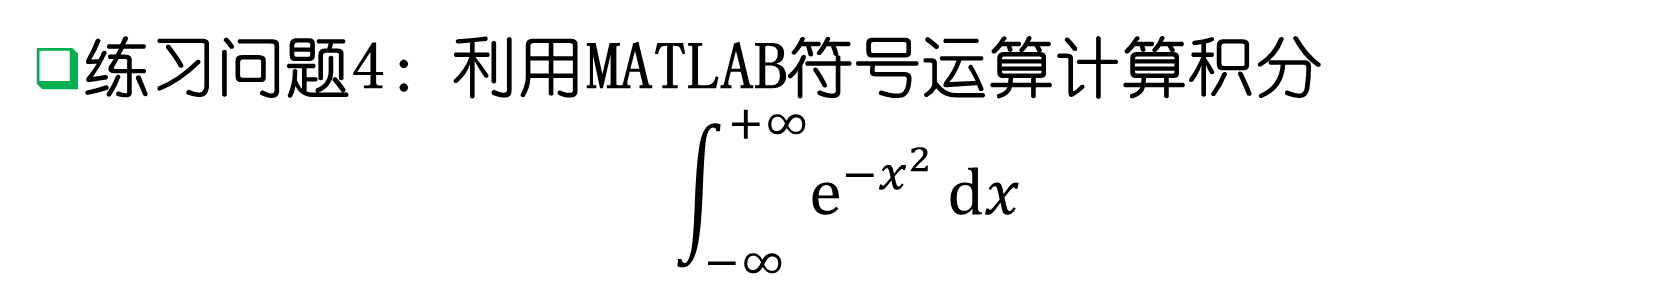 ❑练习问题4：利用MATLAB符号运算计算积分
∫_{-∞}^{+∞} e^{-x^2} dx